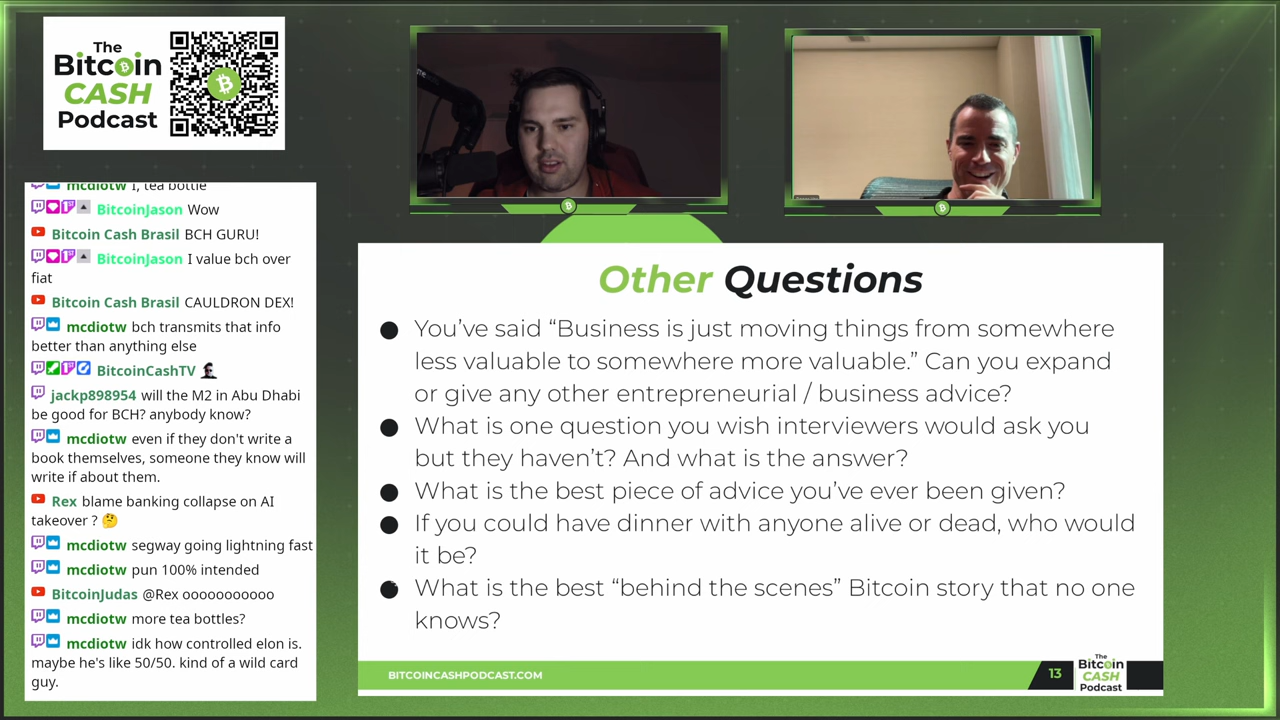 The
Bitcoin
CASH
Podcast
mcdiotw I, tea bottle
BitcoinJason Wow
Bitcoin Cash Brasil BCH GURU!
BitcoinJason I value bch over
fiat
Bitcoin Cash Brasil CAULDRON DEX!
mcdiotw bch transmits that info
better than anything else
BitcoinCashTV
jackp898954 will the M2 in Abu Dhabi
be good for BCH? anybody know?
mcdiotw even if they don't write a
book themselves, someone they know will
write if about them.
Rex blame banking collapse on AI
takeover ? 🤔
mcdiotw segway going lightning fast
mcdiotw pun 100% intended
BitcoinJudas @Rex ooooooooooo
mcdiotw more tea bottles?
mcdiotw idk how controlled elon is.
maybe he's like 50/50. kind of a wild card
guy.
Other Questions
● You’ve said “Business is just moving things from somewhere
less valuable to somewhere more valuable.” Can you expand
or give any other entrepreneurial / business advice?
● What is one question you wish interviewers would ask you
but they haven’t? And what is the answer?
● What is the best piece of advice you’ve ever been given?
● If you could have dinner with anyone alive or dead, who would
it be?
● What is the best “behind the scenes” Bitcoin story that no one
knows?
BITCOINCASHPODCAST.COM
13
The
Bitcoin
CASH
Podcast